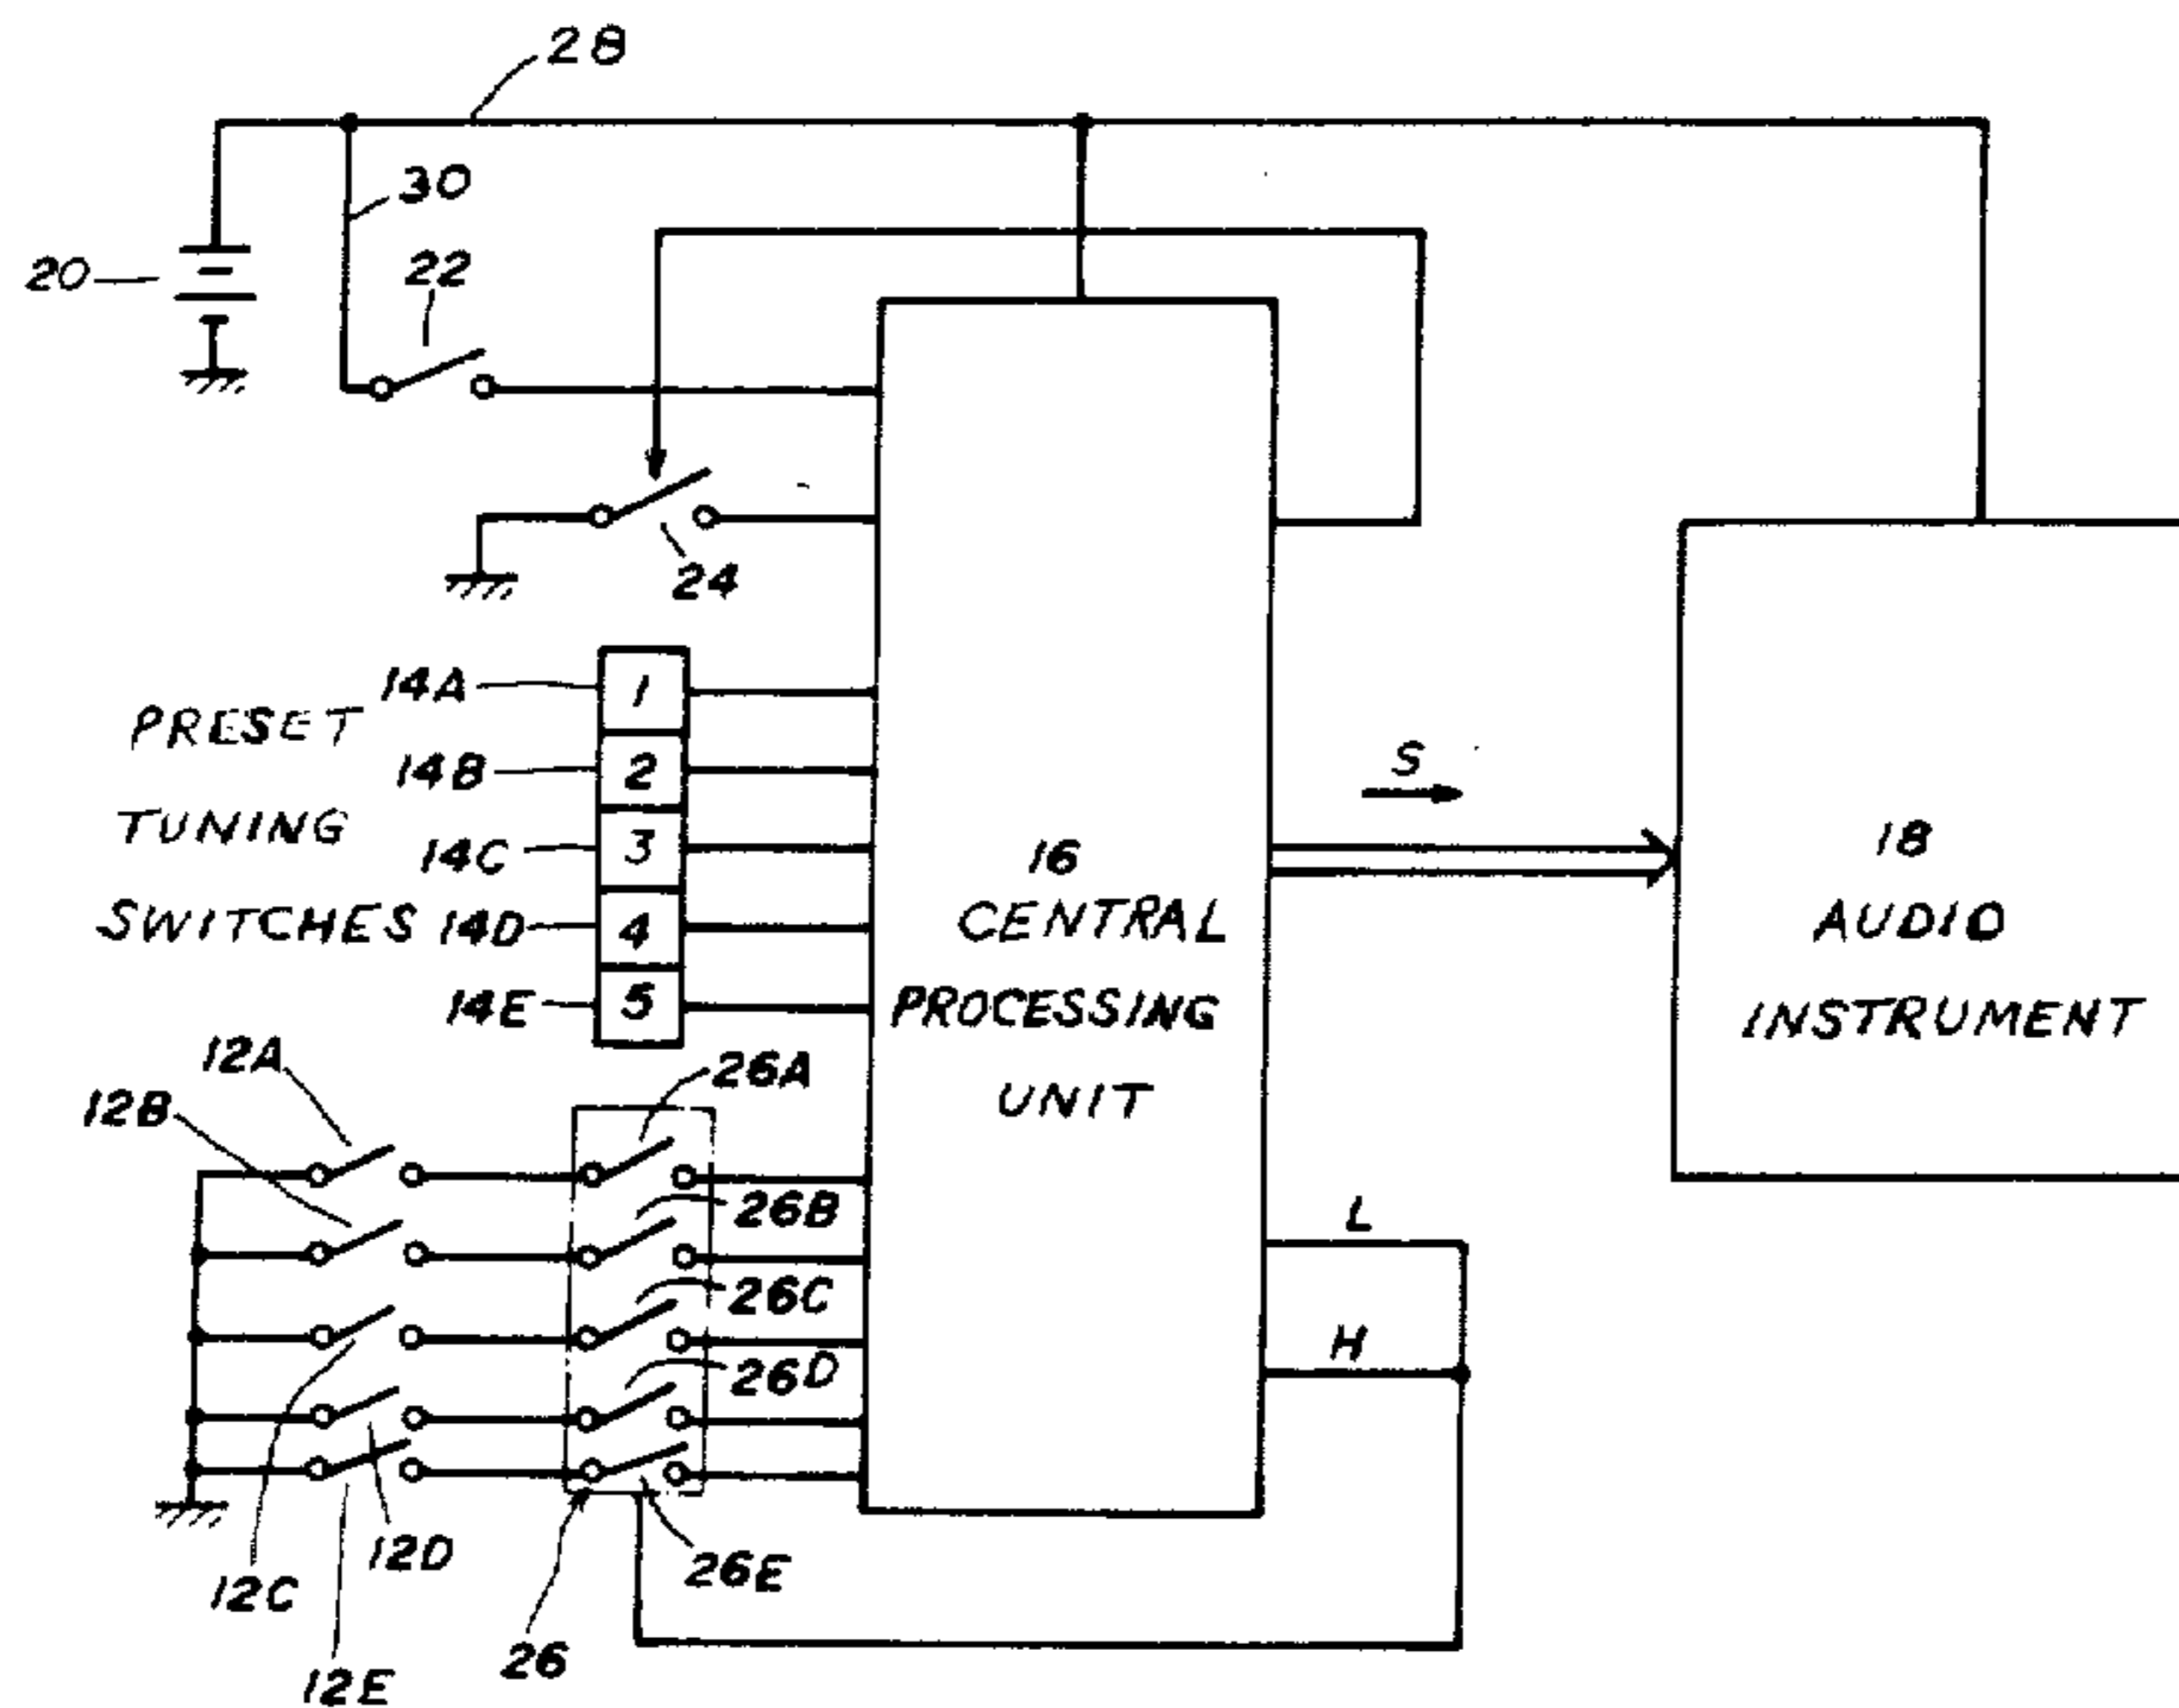 28
30
20
22
24
14A
1
PRESET
14B
2
TUNING
14C
3
SWITCHES
14D
4
14E
5
16
CENTRAL
PROCESSING
UNIT
S
18
AUDIO
INSTRUMENT
12A
12B
26A
26B
26C
26D
L
H
12D
12C
12E
26
26E